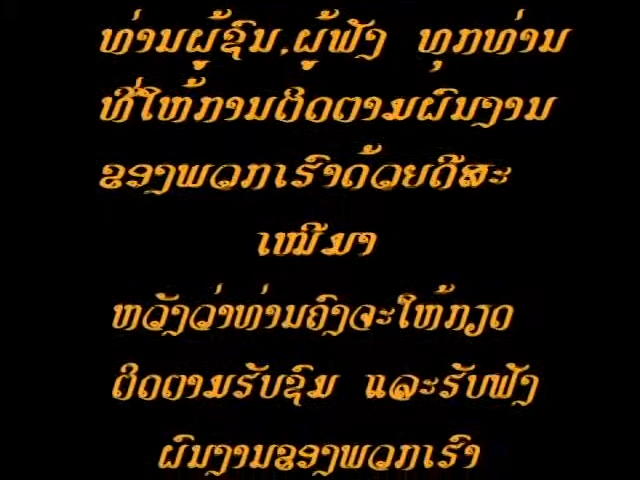 ທ່ານຜູ້ຊົມ,ຜູ້ຟັງ ທຸກທ່ານ
ທີ່ໃຫ້ການຕິດຕາມຜົນງານ
ຂອງພວກເຮົາດ້ວຍດີສະ
ເໝີມາ
ຫວັງວ່າທ່ານຄົງຈະໃຫ້ກຽດ
ຕິດຕາມຮັບຊົມ ແລະຮັບຟັງ
ຜົນງານຂອງພວກເຮົາ